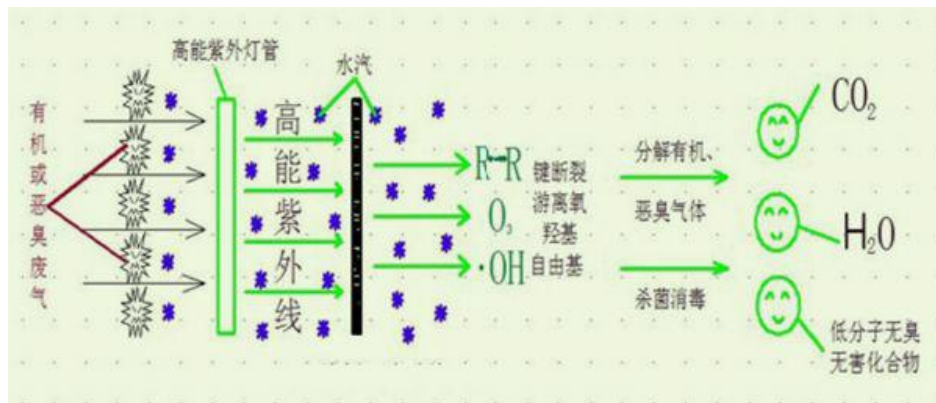 高能紫外灯管
水汽
有机或恶臭废气
高能紫外线
R-R 键断裂
O₃ 游离氧
羟基
·OH 自由基
分解有机、
恶臭气体
杀菌消毒
CO₂
H₂O
低分子无臭
无害化合物